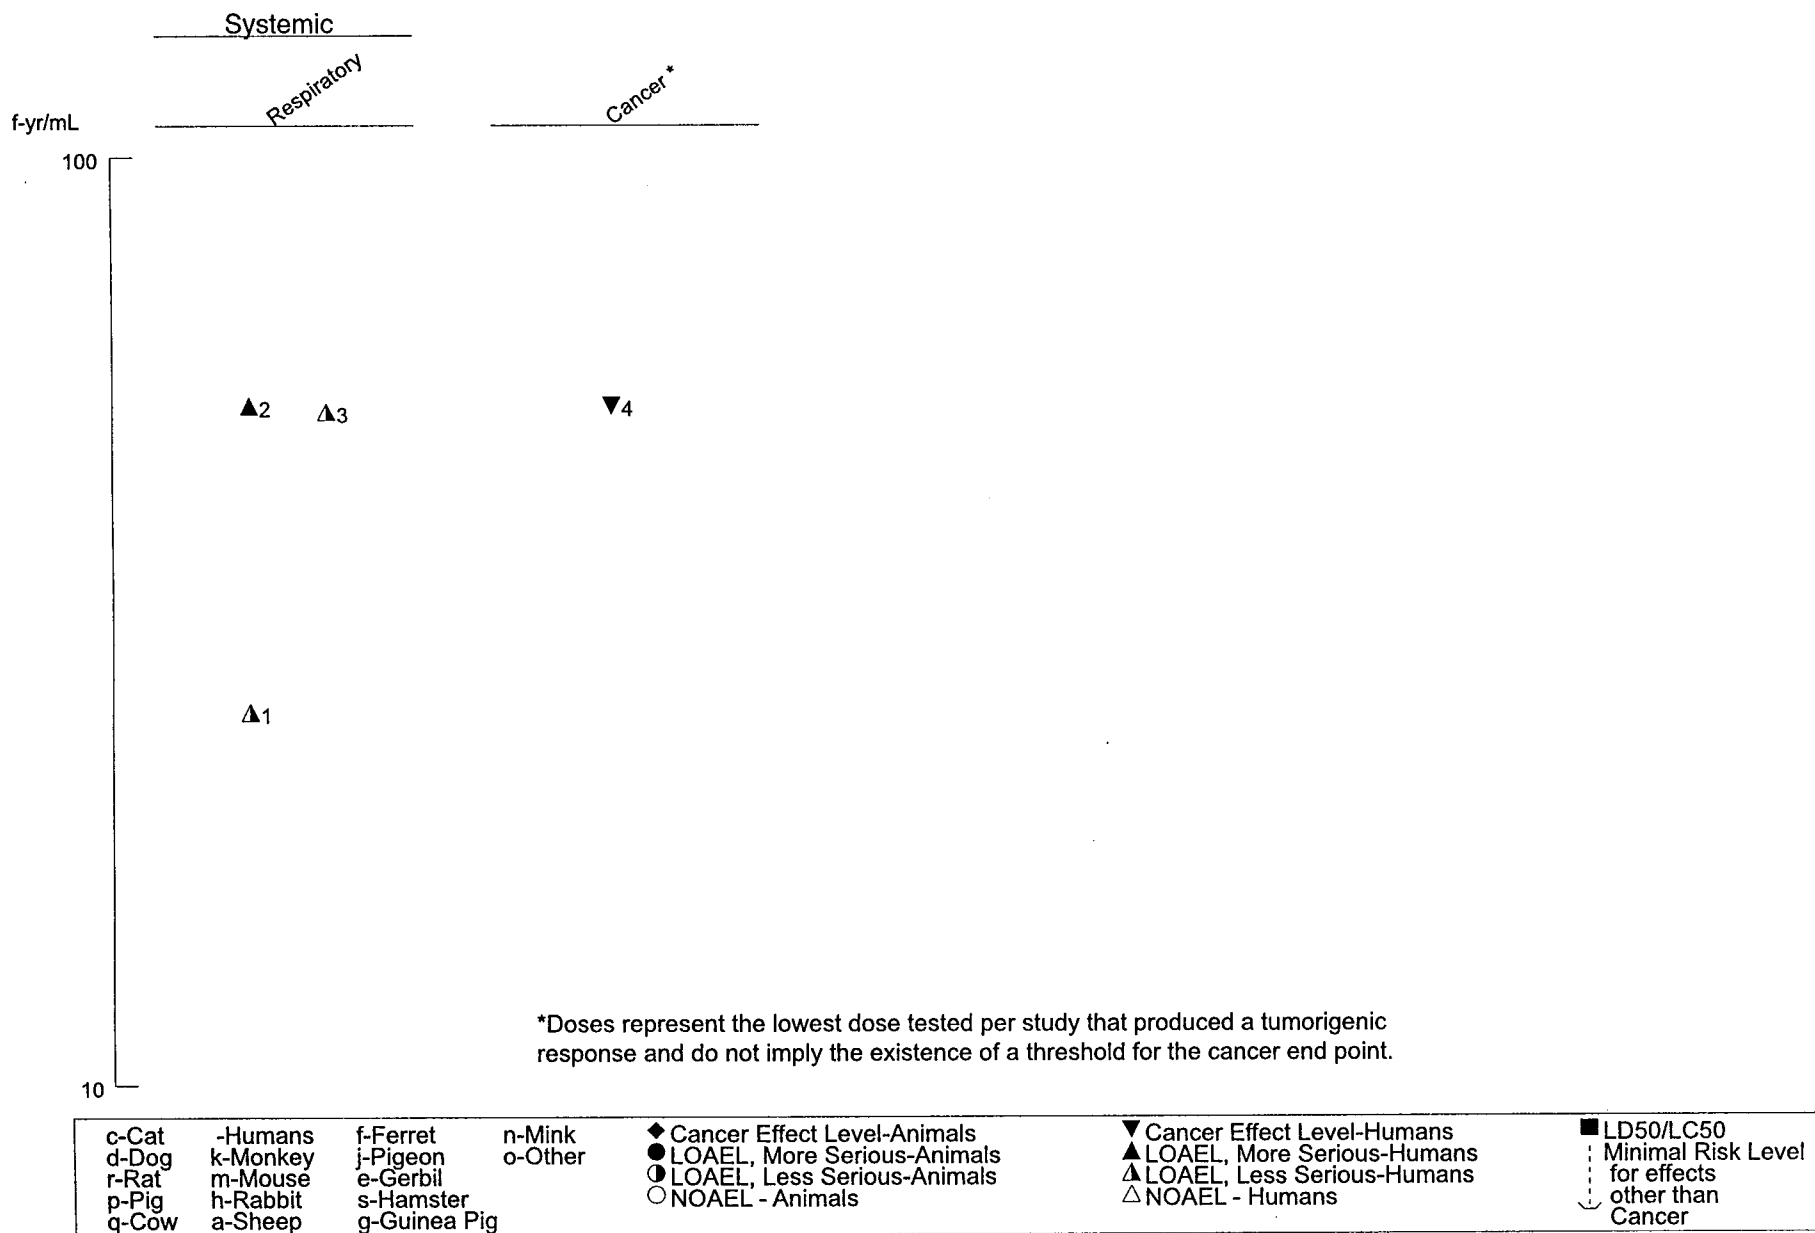 Systemic
Respiratory
Cancer *
f-yr/mL
100
2
3
4
1
*Doses represent the lowest dose tested per study that produced a tumorigenic
response and do not imply the existence of a threshold for the cancer end point.
10
c-Cat -Humans f-Ferret n-Mink
d-Dog k-Monkey j-Pigeon o-Other
r-Rat m-Mouse e-Gerbil
p-Pig h-Rabbit s-Hamster
q-Cow a-Sheep g-Guinea Pig
Cancer Effect Level-Animals
LOAEL, More Serious-Animals
LOAEL, Less Serious-Animals
NOAEL - Animals
Cancer Effect Level-Humans
LOAEL, More Serious-Humans
LOAEL, Less Serious-Humans
NOAEL - Humans
LD50/LC50
Minimal Risk Level
for effects
other than
Cancer